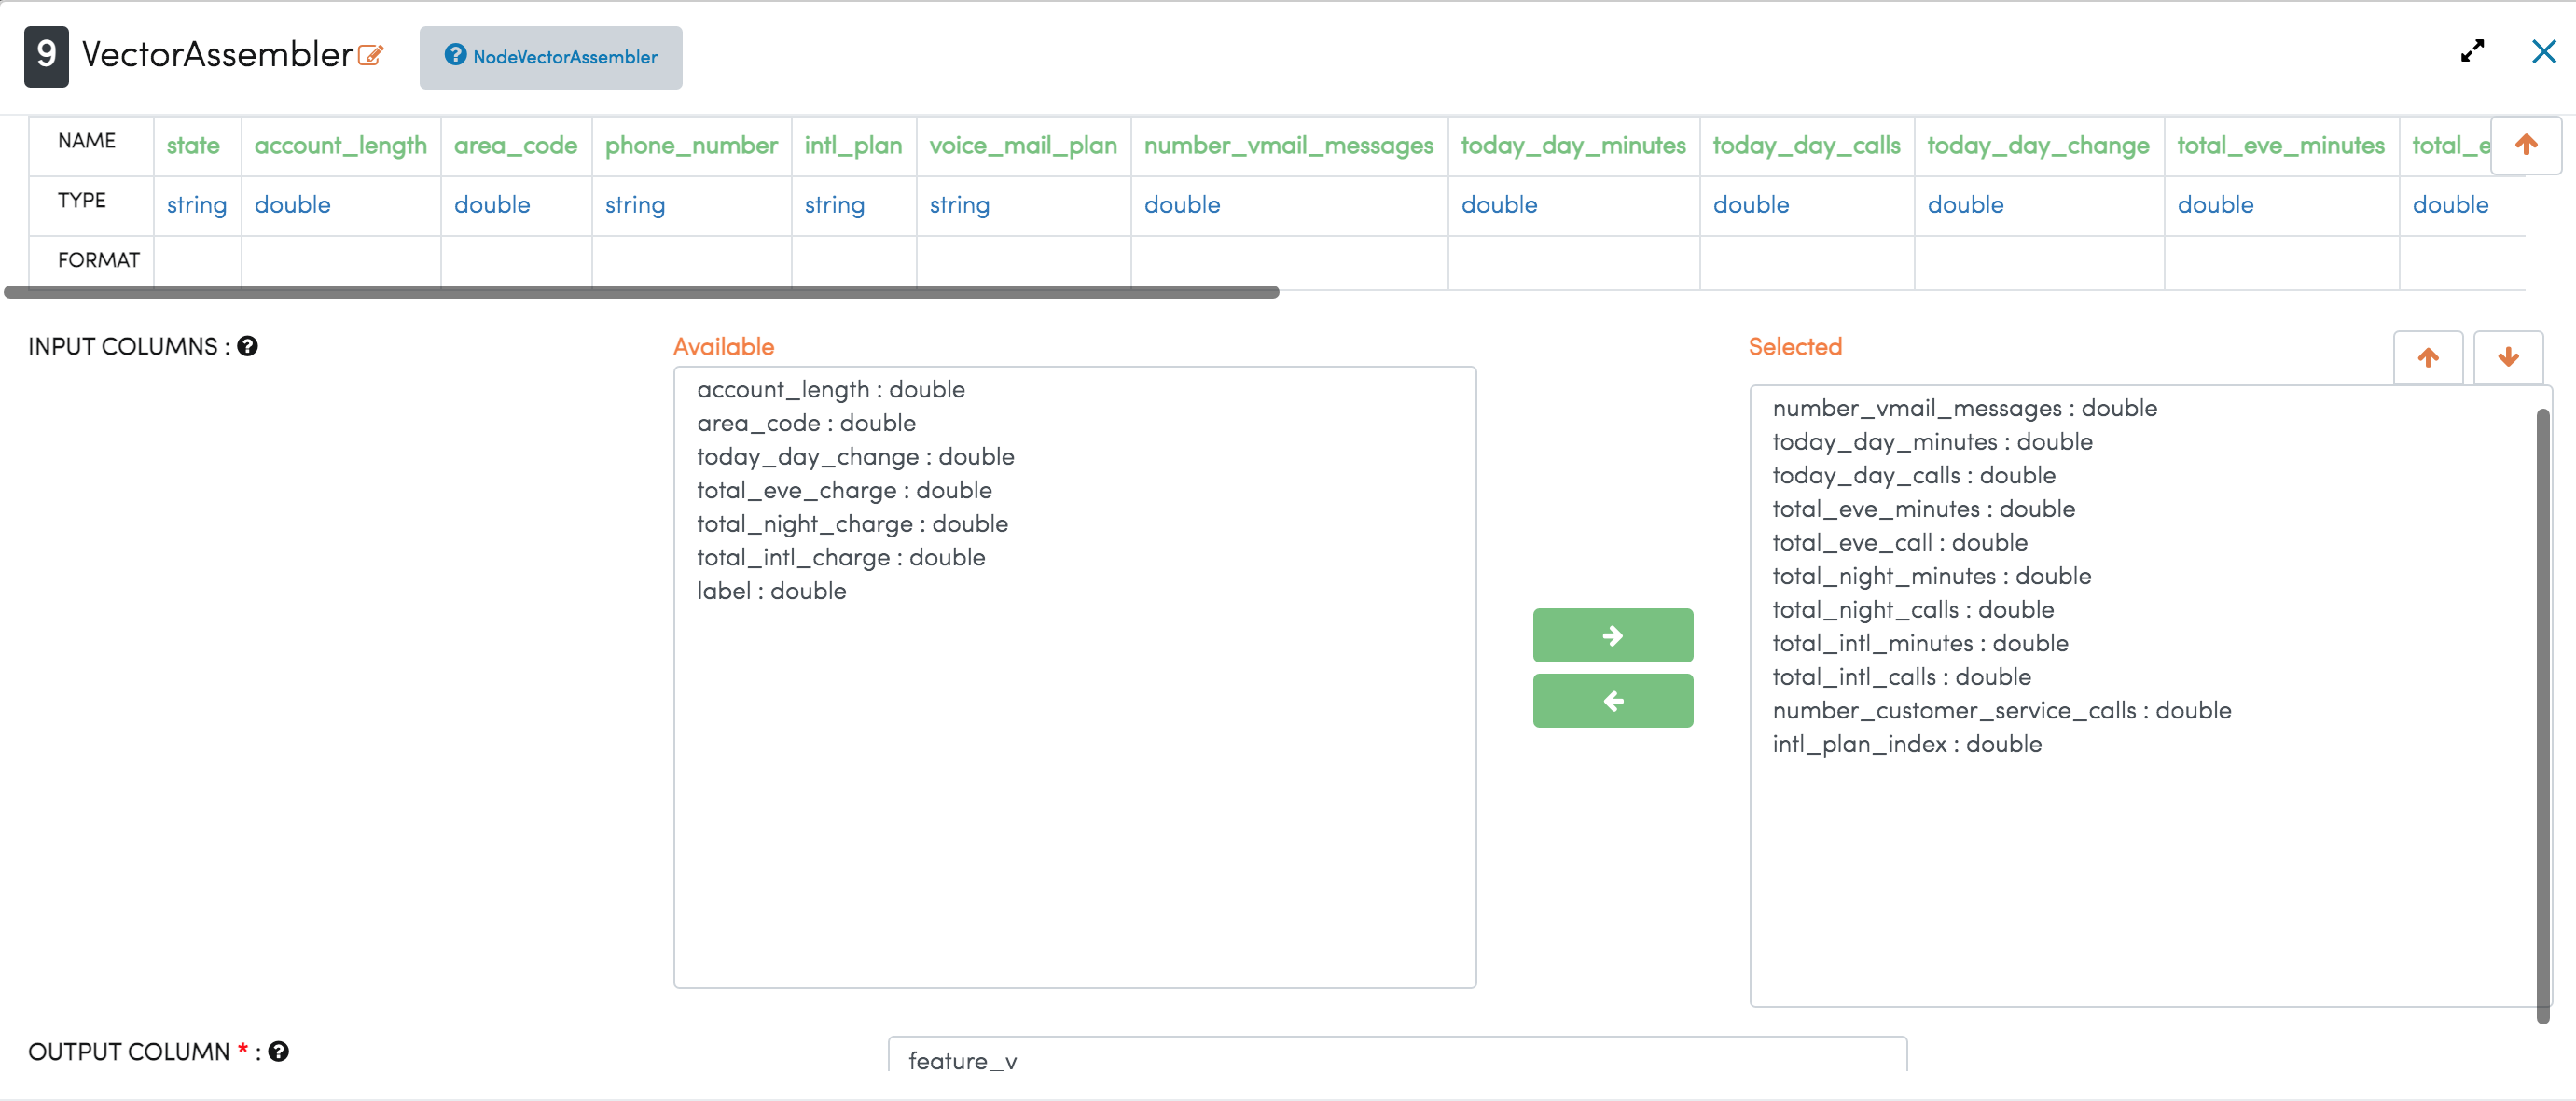 9 VectorAssembler NodeVectorAssembler
NAME state account_length area_code phone_number intl_plan voice_mail_plan number_vmail_messages today_day_minutes today_day_calls today_day_change total_eve_minutes total_e
TYPE string double double string string string double double double double double double
FORMAT
INPUT COLUMNS :
Available
account_length : double
area_code : double
today_day_change : double
total_eve_charge : double
total_night_charge : double
total_intl_charge : double
label : double
Selected
number_vmail_messages : double
today_day_minutes : double
today_day_calls : double
total_eve_minutes : double
total_eve_call : double
total_night_minutes : double
total_night_calls : double
total_intl_minutes : double
total_intl_calls : double
number_customer_service_calls : double
intl_plan_index : double
OUTPUT COLUMN * : feature_v